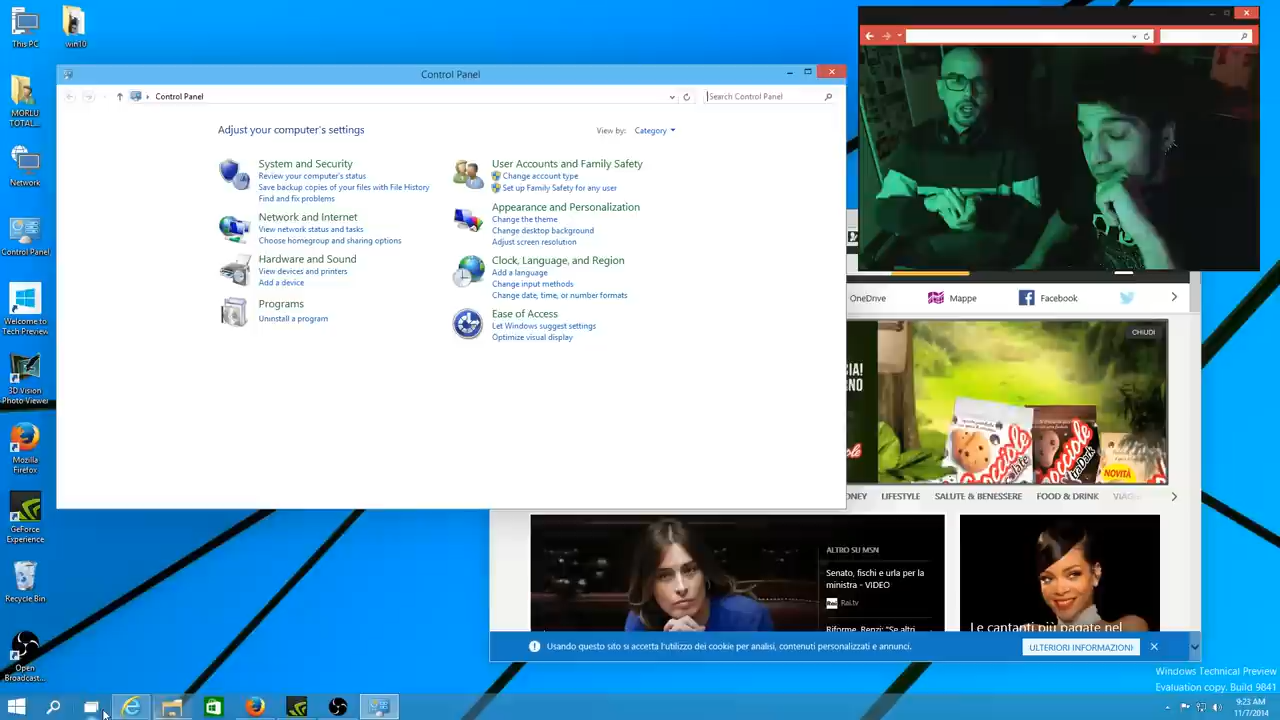 This PC
win10
MORLU
TOTAL...
Network
Control Panel
Welcome to
Tech Preview
3D Vision
Photo Viewer
Mozilla
Firefox
GeForce
Experience
Recycle Bin
Open
Broadcast...
Control Panel
Control Panel
Search Control Panel
Adjust your computer's settings
View by: Category
System and Security
Review your computer's status
Save backup copies of your files with File History
Find and fix problems
Network and Internet
View network status and tasks
Choose homegroup and sharing options
Hardware and Sound
View devices and printers
Add a device
Programs
Uninstall a program
User Accounts and Family Safety
Change account type
Set up Family Safety for any user
Appearance and Personalization
Change the theme
Change desktop background
Adjust screen resolution
Clock, Language, and Region
Add a language
Change input methods
Change date, time, or number formats
Ease of Access
Let Windows suggest settings
Optimize visual display
OneDrive Mappe Facebook
CHIUDI
NOVITÀ
LIFESTYLE SALUTE & BENESSERE FOOD & DRINK
ALTRO SU MSN
Senato, fischi e urla per la
ministra - VIDEO
Rai Rai.tv
Riforme, Renzi: "Se altri
Le cantanti più pagate nel
Usando questo sito si accetta l'utilizzo dei cookie per analisi, contenuti personalizzati e annunci.
ULTERIORI INFORMAZIONI
Windows Technical Preview
Evaluation copy. Build 9841
9:23 AM
11/7/2014